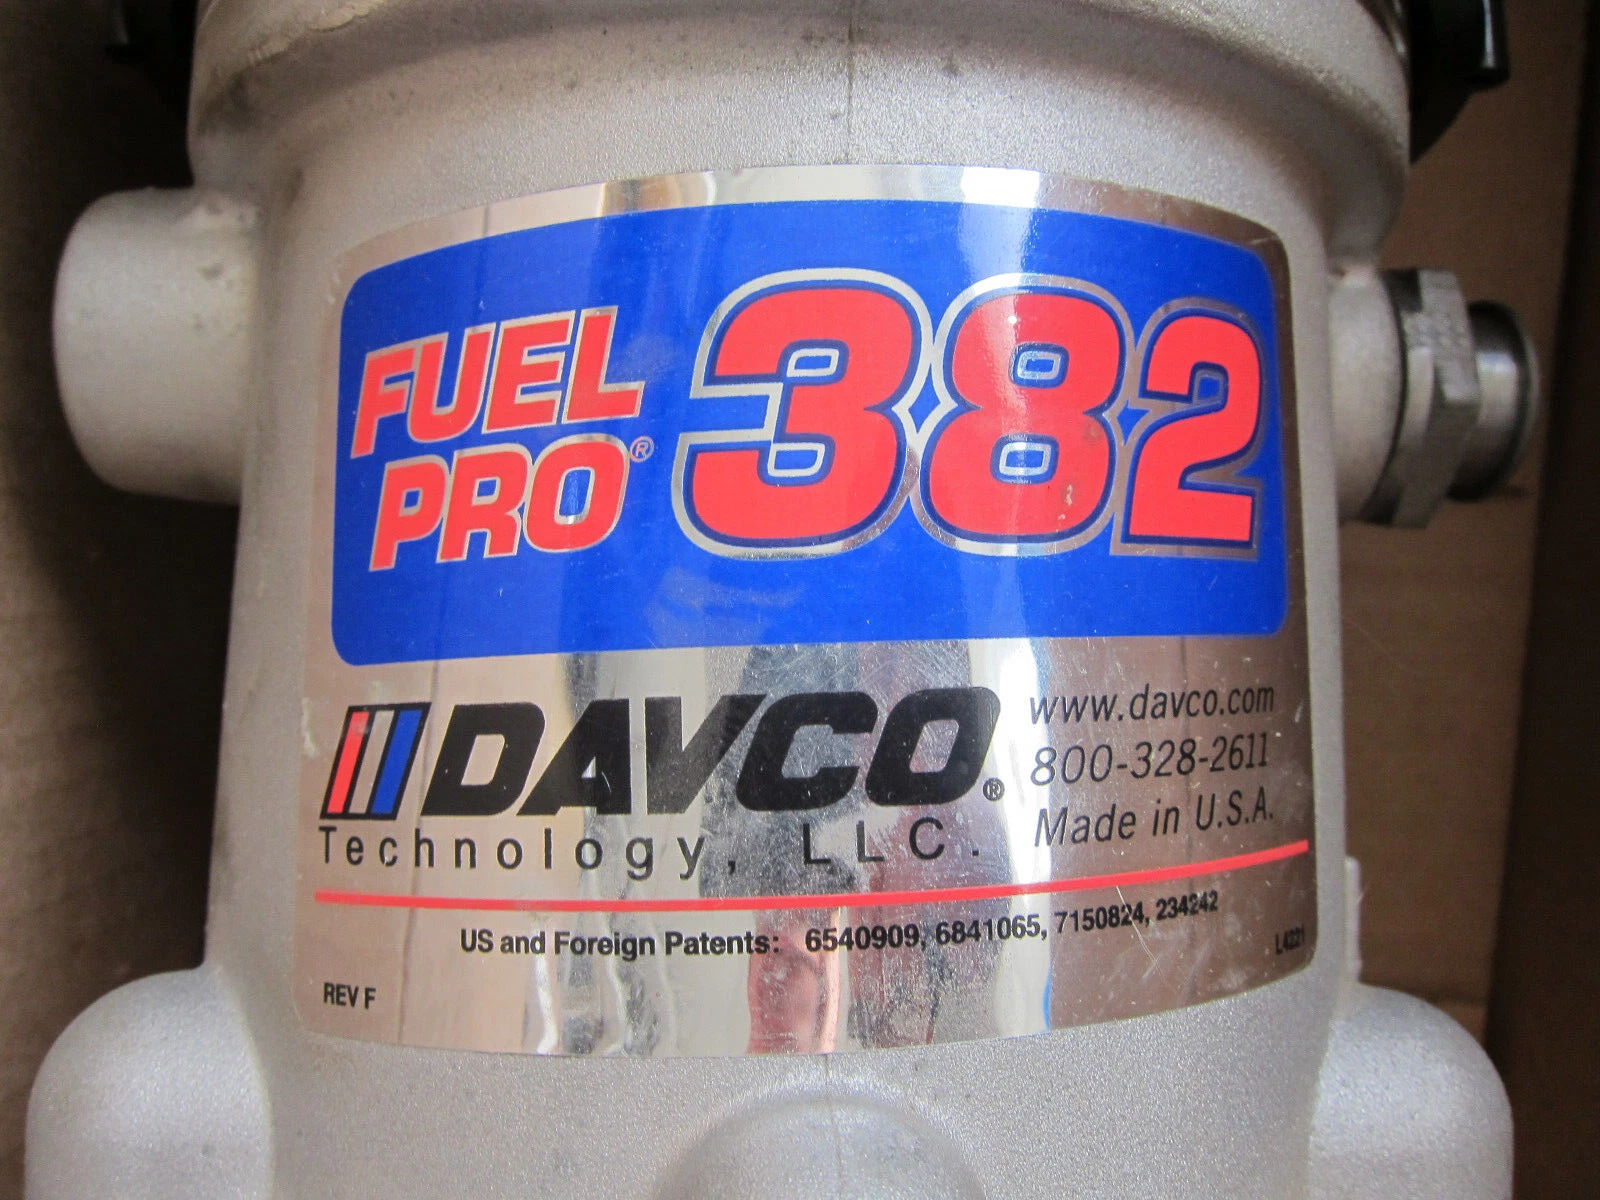 FUEL
PRO® 382
DAVCO®
Technology, LLC.
www.davco.com
800-328-2611
Made in U.S.A.
US and Foreign Patents: 6540909, 6841065, 7150824, 234242
REV F